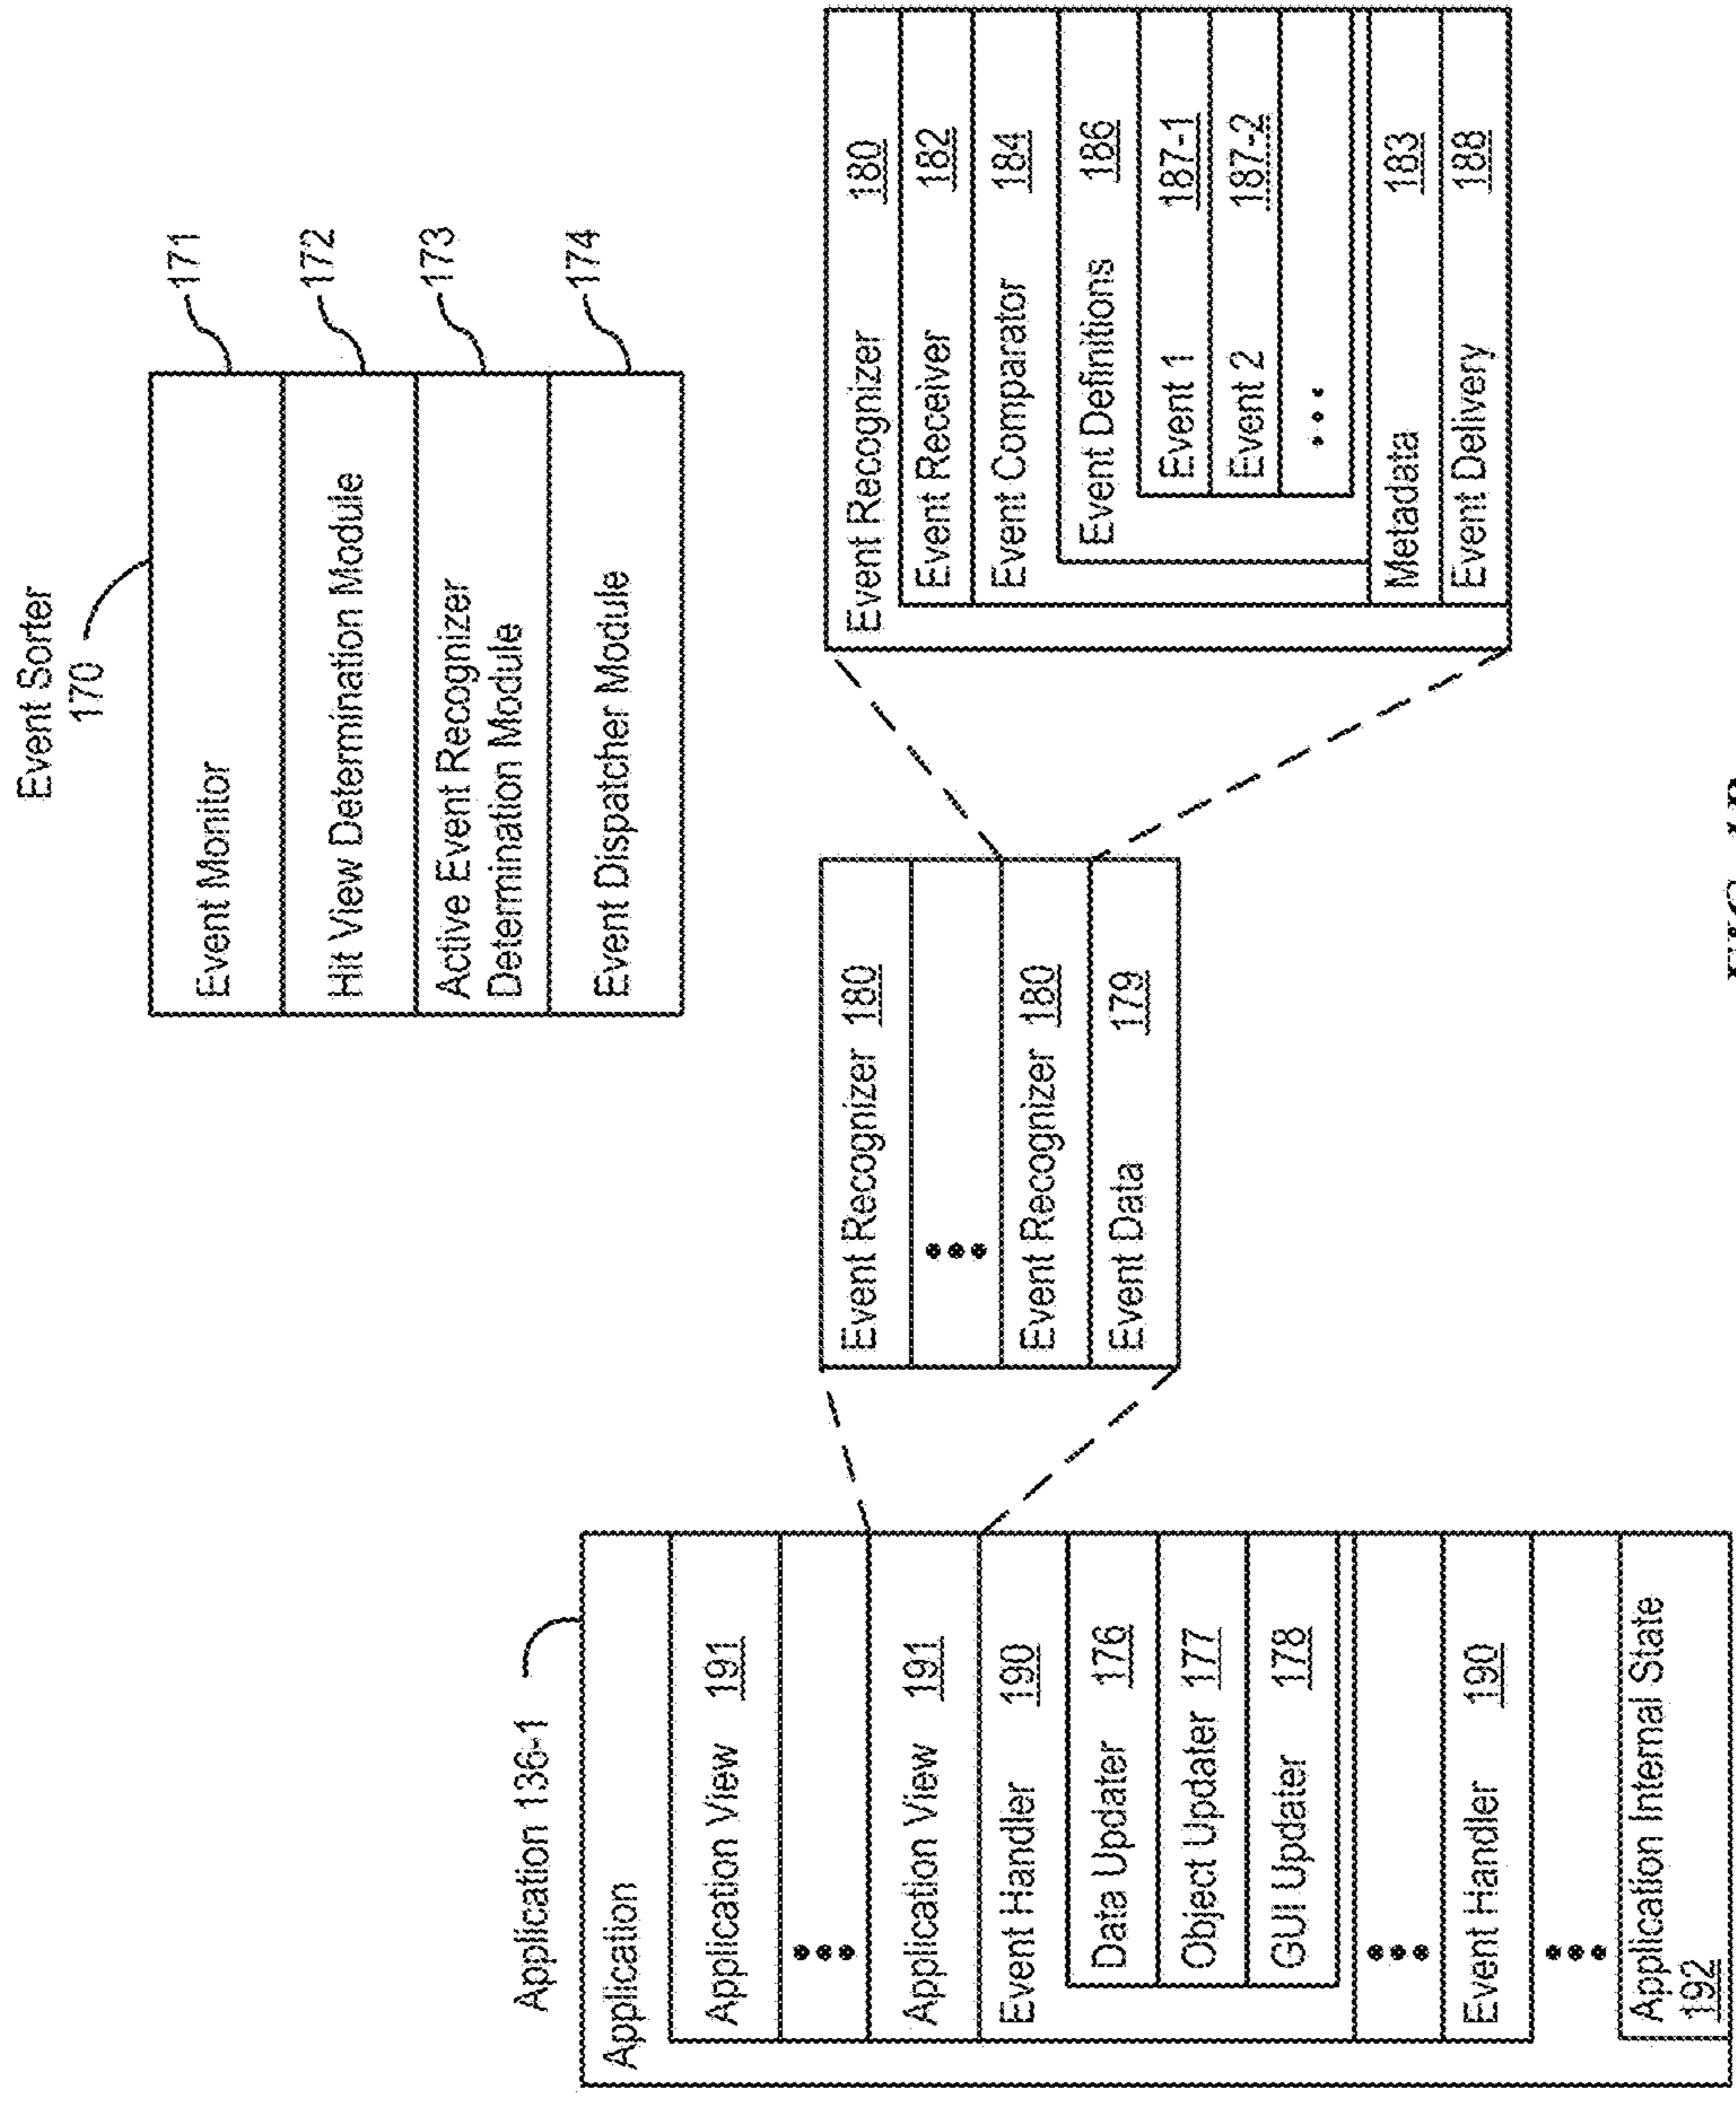 Event Sorter
170
Event Monitor
171
Hit View Determination Module
172
Active Event Recognizer
Determination Module
173
Event Dispatcher Module
174
Application 136-1
Application
Application View 191
Application View 191
Event Handler 190
Data Updater 176
Object Updater 177
GUI Updater 178
Event Handler 190
Application Internal State
192
Event Recognizer 180
Event Recognizer 180
Event Data 179
Event Recognizer 180
Event Receiver 182
Event Comparator 184
Event Definitions 186
Event 1 187-1
Event 2 187-2
Metadata 183
Event Delivery 188